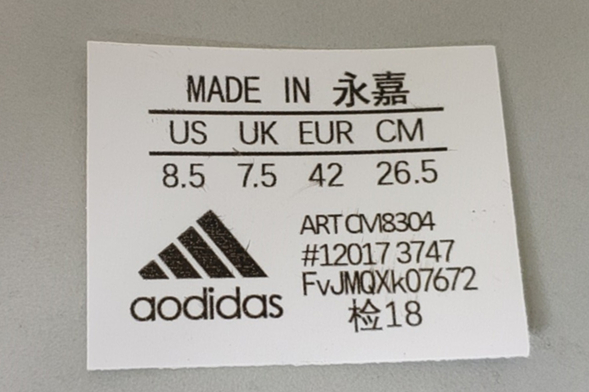 MADE IN 永嘉
US UK EUR CM
8.5 7.5 42 26.5
aodidas
ART CM8304
#12017 3747
FvJMQXk07672
检18